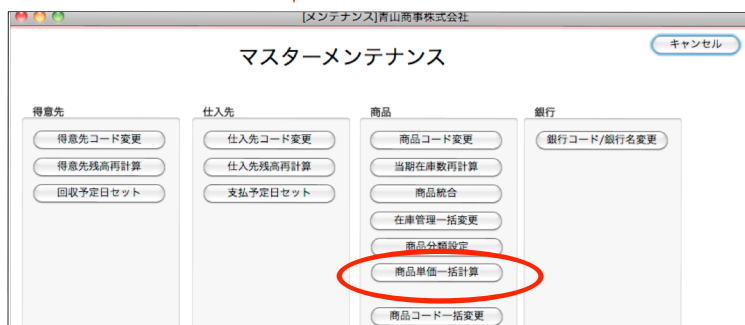 [メンテナンス]青山商事株式会社
マスターメンテナンス
キャンセル
得意先
得意先コード変更
得意先残高再計算
回収予定日セット
仕入先
仕入先コード変更
仕入先残高再計算
支払予定日セット
商品
商品コード変更
当期在庫数再計算
商品統合
在庫管理一括変更
商品分類設定
商品単価一括計算
商品コード一括変更
銀行
銀行コード/銀行名変更